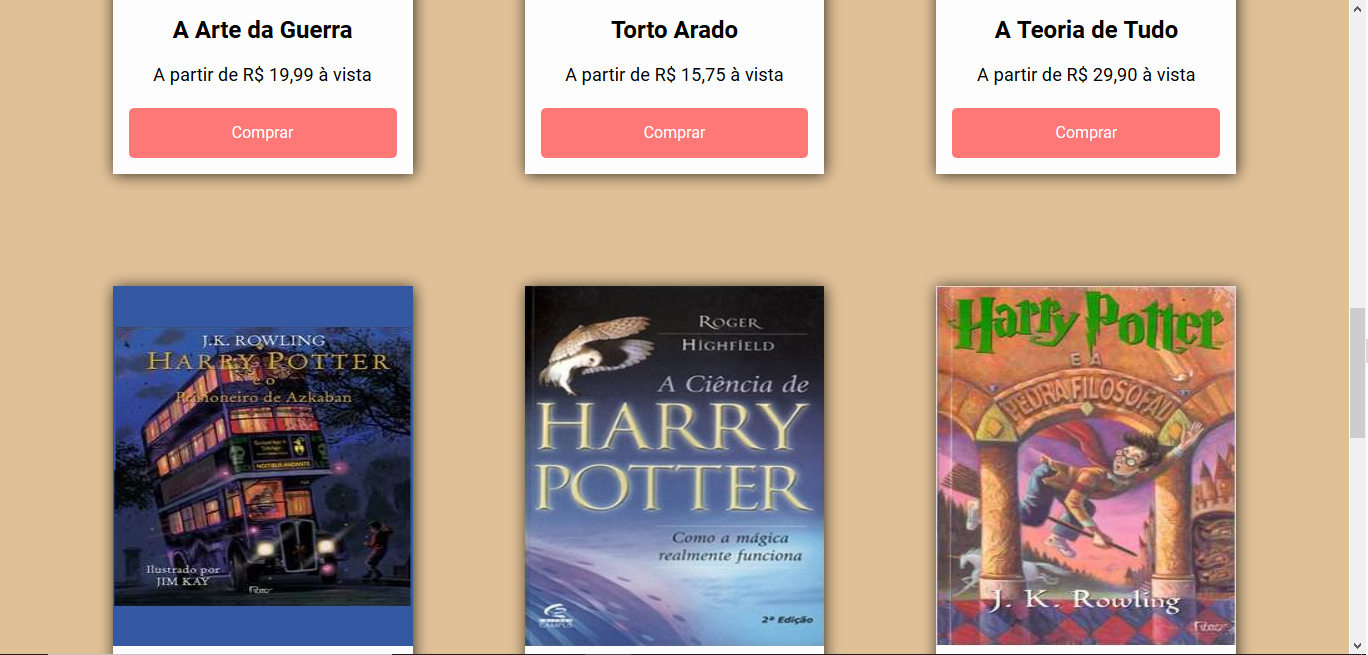 A Arte da Guerra
A partir de R$ 19,99 à vista
Comprar
Torto Arado
A partir de R$ 15,75 à vista
Comprar
A Teoria de Tudo
A partir de R$ 29,90 à vista
Comprar
J.K. ROWLING
HARRY POTTER
e o
Prisioneiro de Azkaban
NOITIBUS ANDANTE
Ilustrado por
JIM KAY
Rocco
ROGER
HIGHFIELD
A Ciência de
HARRY
POTTER
Como a mágica
realmente funciona
2ª Edição
CAMPUS
Harry Potter
E A
PEDRA FILOSOFAL
J. K. Rowling
Rocco